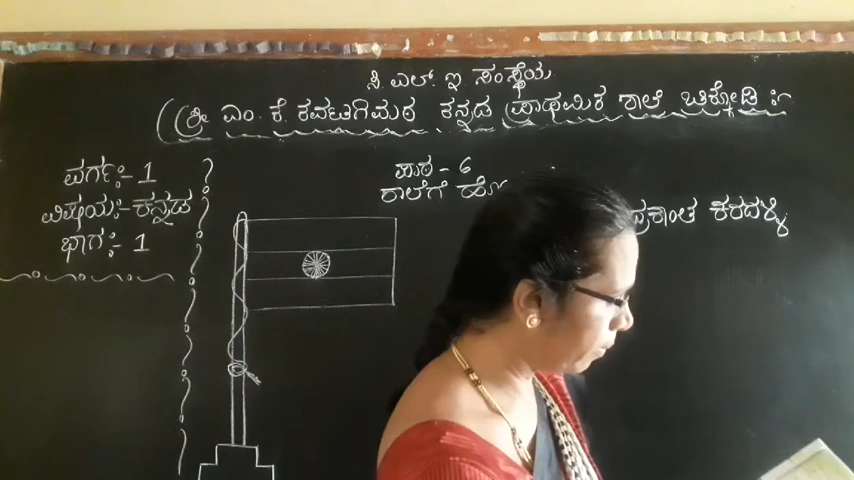 ಸಿ. ಎಲ್. ಇ ಸಂಸ್ಥೆಯ
ಶ್ರೀ ಎಂ. ಕೆ. ಕವಟಗಿಮಠ ಕನ್ನಡ ಪ್ರಾಥಮಿಕ ಶಾಲೆ ಚಿಕ್ಕೋಡಿ :-
ವರ್ಗ:- 1
ವಿಷಯ:- ಕನ್ನಡ
ಭಾಗ:- 1
ಪಾಠ - 6
ಶಾಲೆಗೆ
ಪ್ರಶಾಂತ ಕರದಳ್ಳಿ